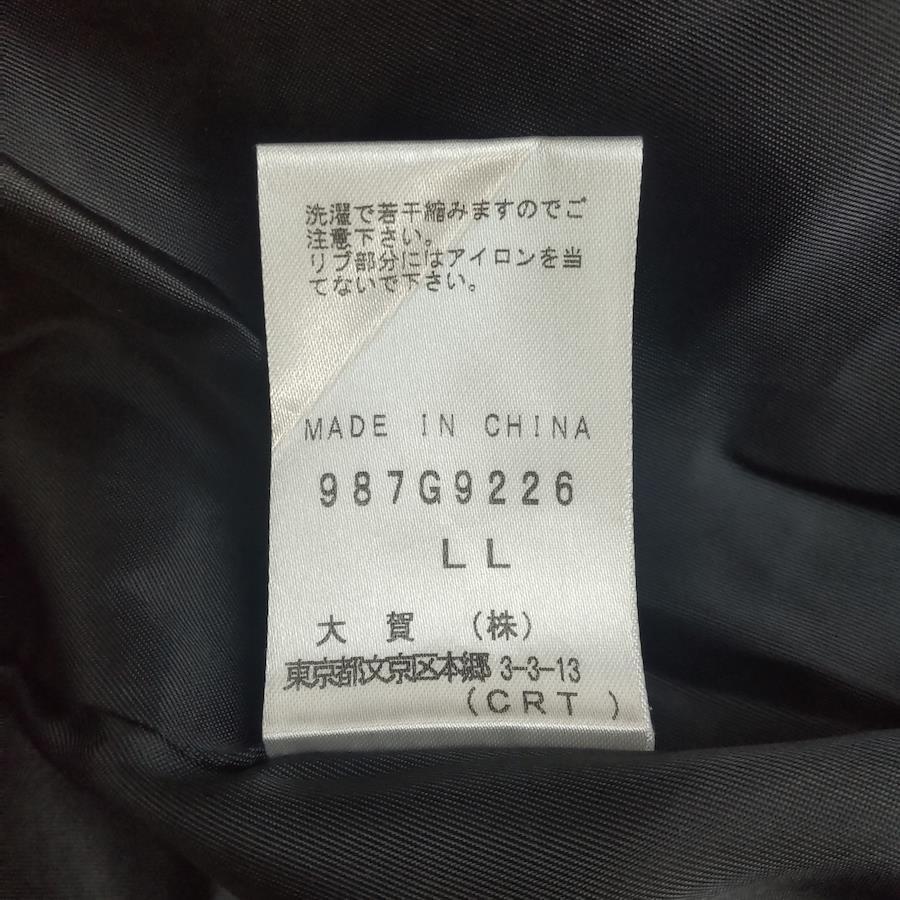 洗濯で若干縮みますのでご
注意下さい。
リブ部分にはアイロンを当
てないで下さい。
MADE IN CHINA
987G9226
LL
大賀 (株)
東京都文京区本郷3-3-13
(CRT )